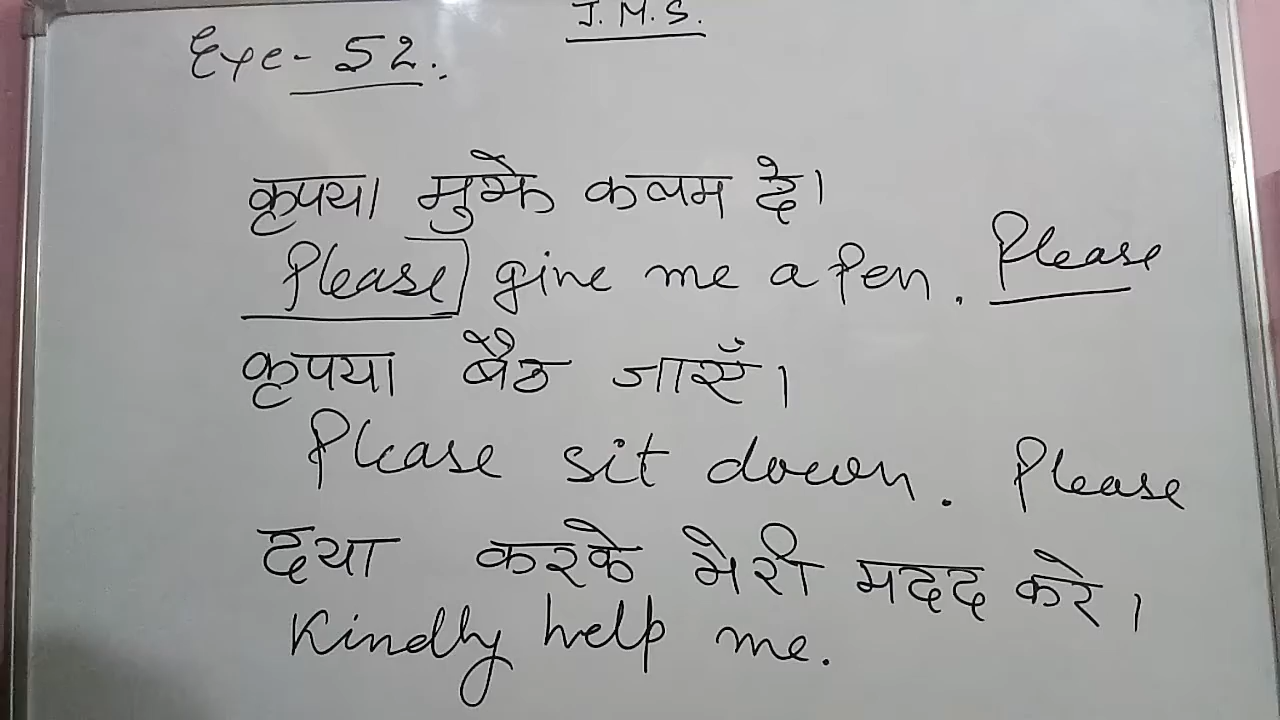 J.M.S.
Exe- 52.
कृपया मुझे कलम दे।
Please give me a Pen. Please
कृपया बैठ जाएँ।
Please sit down. Please
दया करके मेरी मदद करे।
Kindly help me.